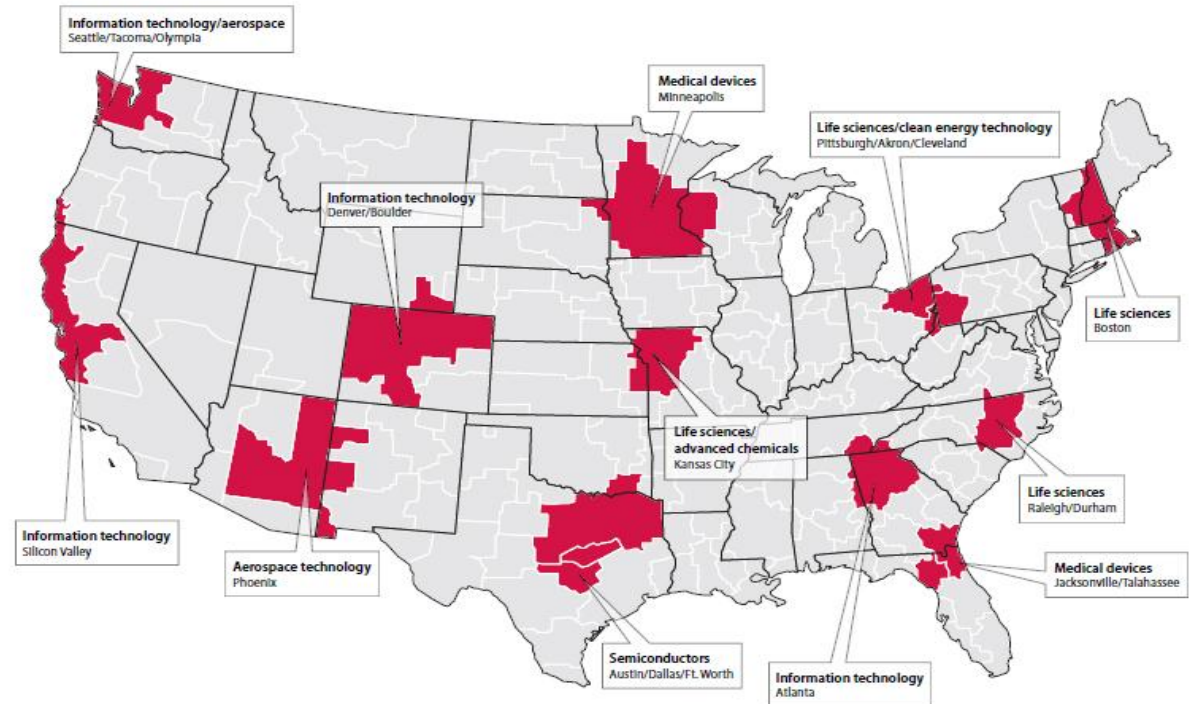 Information technology/aerospace
Seattle/Tacoma/Olympia
Medical devices
Minneapolis
Life sciences/clean energy technology
Pittsburgh/Akron/Cleveland
Information technology
Denver/Boulder
Life sciences
Boston
Life sciences/
advanced chemicals
Kansas City
Life sciences
Raleigh/Durham
Information technology
Silicon Valley
Aerospace technology
Phoenix
Medical devices
Jacksonville/Talahassee
Semiconductors
Austin/Dallas/Ft. Worth
Information technology
Atlanta